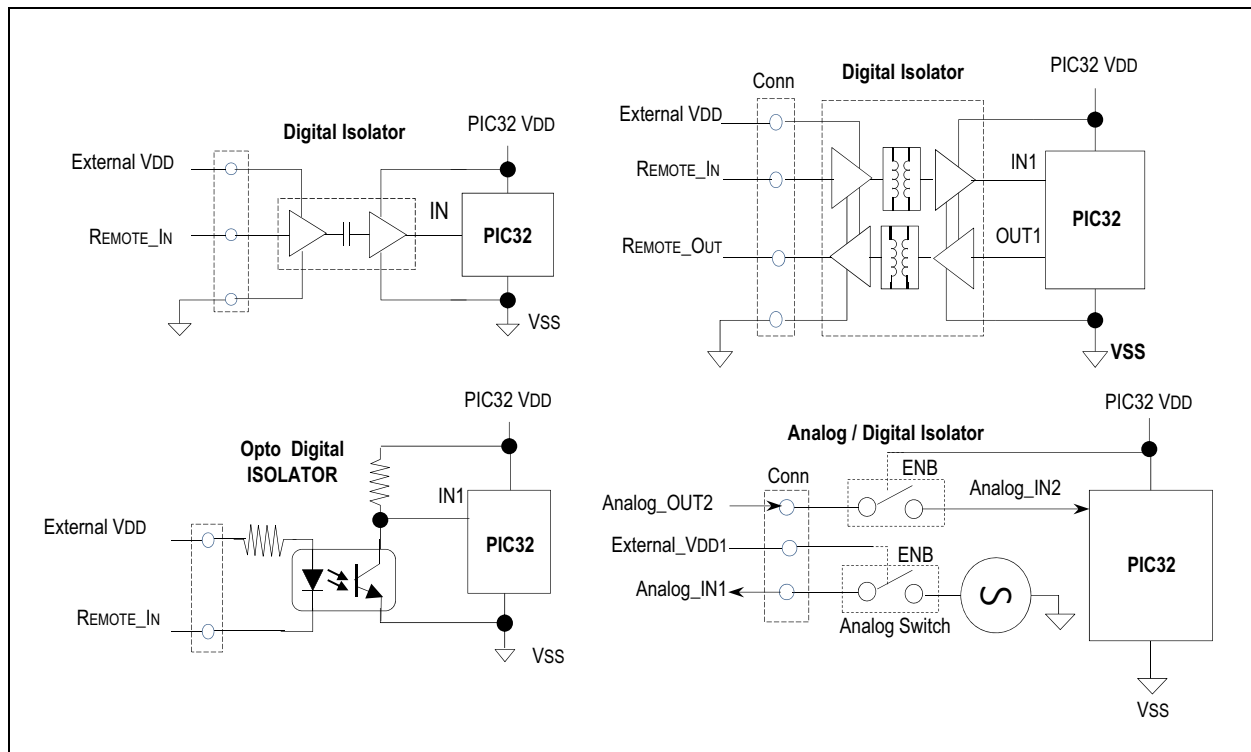 Digital Isolator
PIC32 VDD
External VDD
REMOTE_IN
IN
PIC32
VSS
Conn
Digital Isolator
PIC32 VDD
External VDD
REMOTE_IN
IN1
PIC32
REMOTE_OUT
OUT1
VSS
PIC32 VDD
Opto Digital
ISOLATOR
IN1
External VDD
PIC32
REMOTE_IN
VSS
PIC32 VDD
Analog / Digital Isolator
Conn
ENB
Analog_OUT2
Analog_IN2
External_VDD1
ENB
PIC32
Analog_IN1
S
Analog Switch
VSS